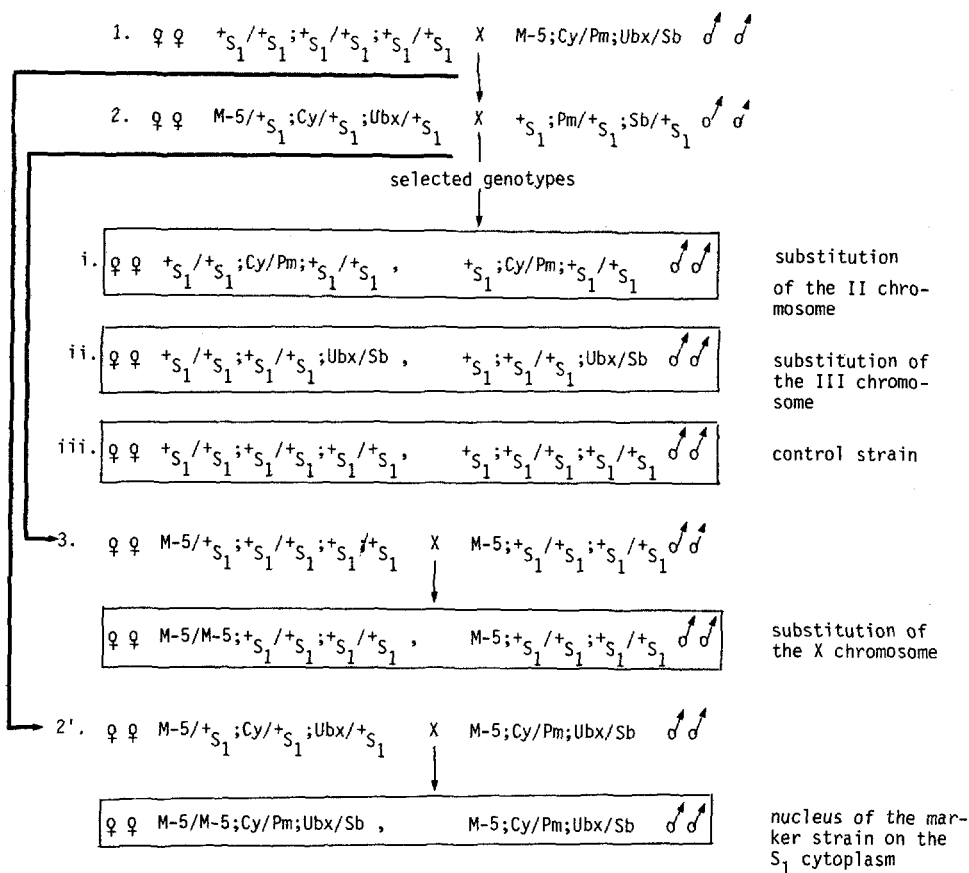 1. ♀ ♀ +S1/+S1;+S1/+S1;+S1/+S1 X M-5;Cy/Pm;Ubx/Sb ♂ ♂
2. ♀ ♀ M-5/+S1;Cy/+S1;Ubx/+S1 X +S1;Pm/+S1;Sb/+S1 ♂ ♂
selected genotypes
i. ♀ ♀ +S1/+S1;Cy/Pm;+S1/+S1 , +S1;Cy/Pm;+S1/+S1 ♂♂
substitution
of the II chro-
mosome
ii. ♀ ♀ +S1/+S1;+S1/+S1;Ubx/Sb , +S1;+S1/+S1;Ubx/Sb ♂♂
substitution of
the III chromo-
some
iii. ♀ ♀ +S1/+S1;+S1/+S1;+S1/+S1, +S1;+S1/+S1;+S1/+S1 ♂♂
control strain
3. ♀ ♀ M-5/+S1;+S1/+S1;+S1/+S1 X M-5;+S1/+S1;+S1/+S1 ♂♂
♀ ♀ M-5/M-5;+S1/+S1;+S1/+S1 , M-5;+S1/+S1;+S1/+S1 ♂♂
substitution of
the X chromosome
2'. ♀ ♀ M-5/+S1;Cy/+S1;Ubx/+S1 X M-5;Cy/Pm;Ubx/Sb ♂♂
♀ ♀ M-5/M-5;Cy/Pm;Ubx/Sb , M-5;Cy/Pm;Ubx/Sb ♂♂
nucleus of the mar-
ker strain on the
S1 cytoplasm